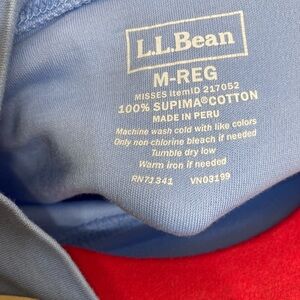 L.L.Bean
M-REG
MISSES ItemID 217052
100% SUPIMA®COTTON
MADE IN PERU
Machine wash cold with like colors
Only non-chlorine bleach if needed
Tumble dry low
Warm iron if needed
RN71341 VN03199